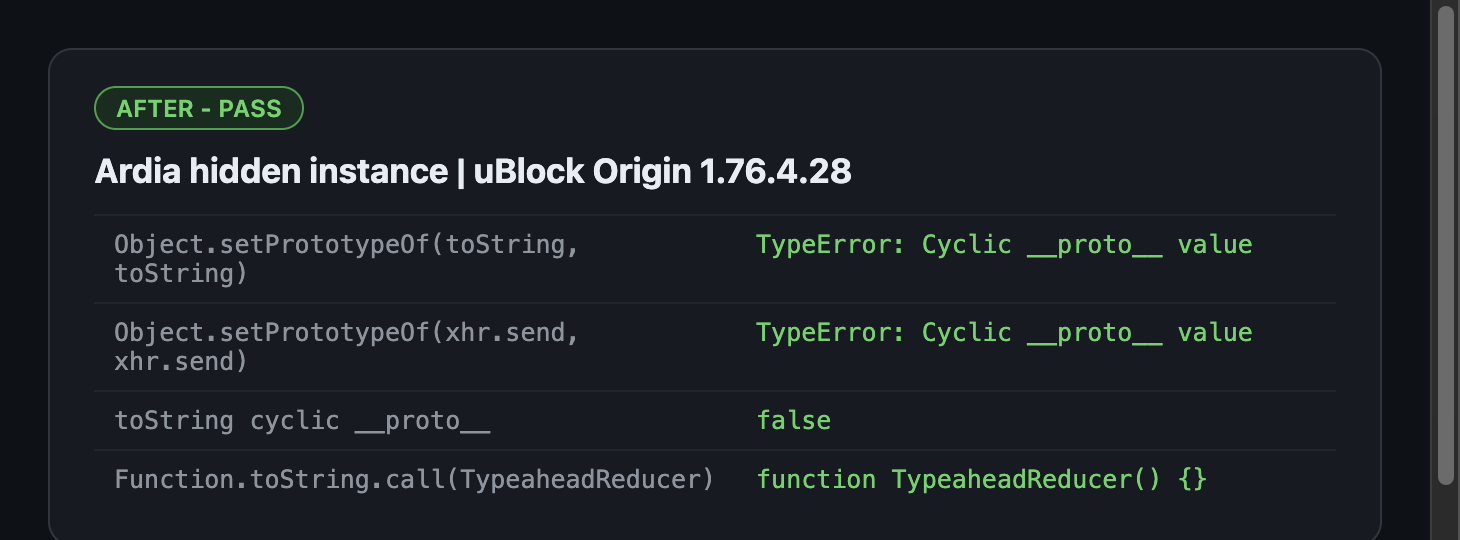 AFTER - PASS
Ardia hidden instance | uBlock Origin 1.76.4.28
Object.setPrototypeOf(toString,
toString)
TypeError: Cyclic __proto__ value
Object.setPrototypeOf(xhr.send,
xhr.send)
TypeError: Cyclic __proto__ value
toString cyclic __proto__
false
Function.toString.call(TypeaheadReducer)
function TypeaheadReducer() {}